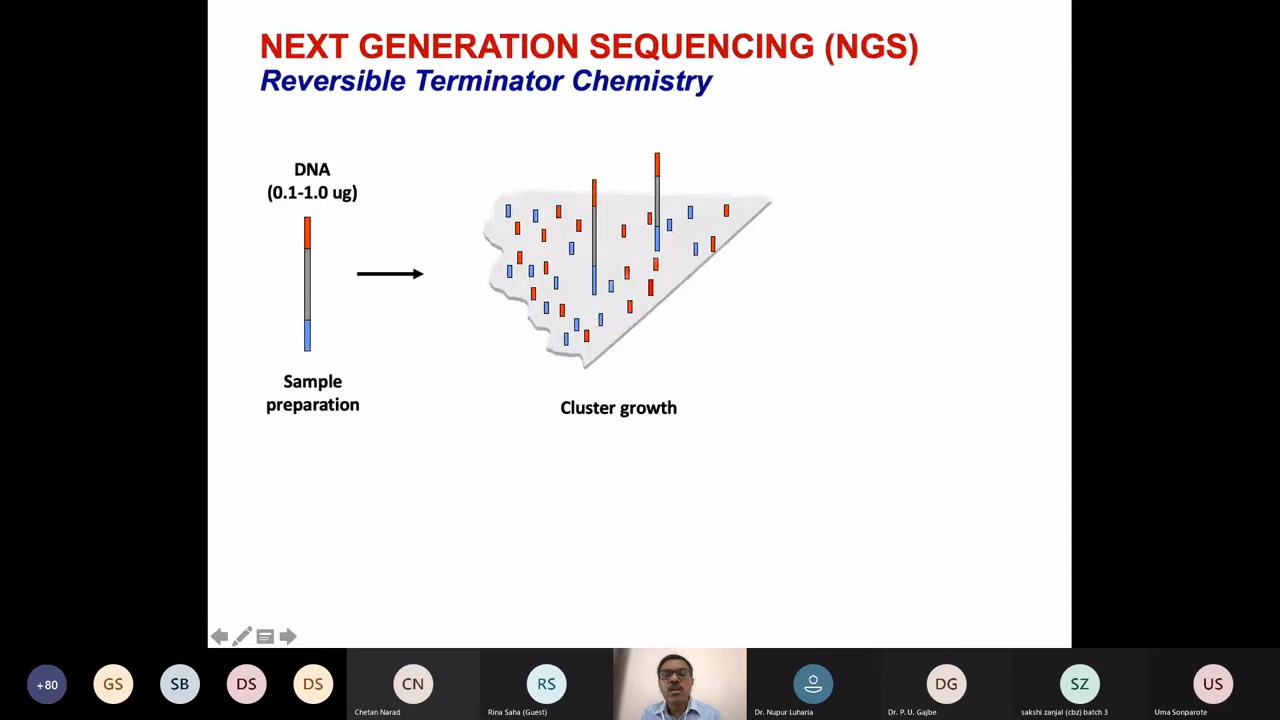 NEXT GENERATION SEQUENCING (NGS)
Reversible Terminator Chemistry
DNA
(0.1-1.0 ug)
Sample
preparation
Cluster growth
+80
GS
SB
DS
DS
CN
Chetan Narad
RS
Rina Saha (Guest)
Dr. Nupur Luharia
DG
Dr. P. U. Gajbe
SZ
sakshi zanjal (cbz) batch 3
US
Uma Sonparote